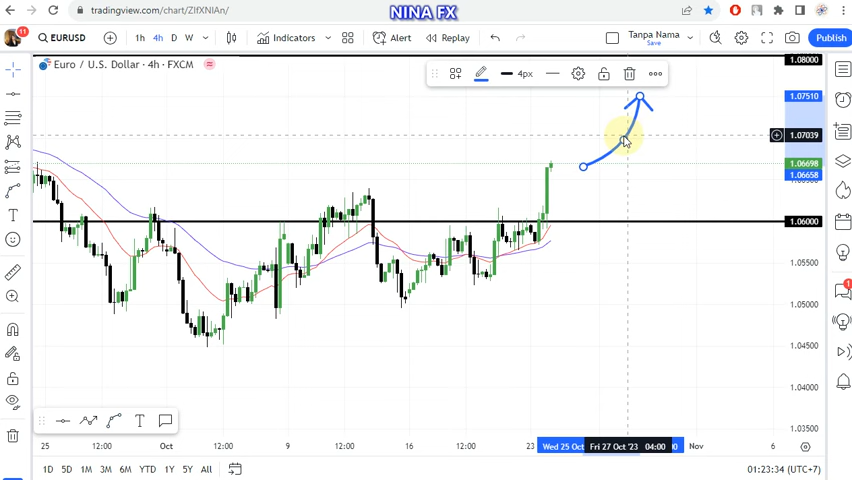 tradingview.com/chart/ZIfXNIAn/
NINA FX
11
EURUSD
1h 4h D W
Indicators
Alert
Replay
Tanpa Nama
Save
Publish
Euro / U.S. Dollar · 4h · FXCM
4px
1.08000
1.07510
1.07039
1.06698
1.06658
1.06000
1.05500
1.05000
1.04500
1.04000
1.03500
1
25 12:00 Oct 12:00 9 12:00 16 12:00 23 Wed 25 Oct Fri 27 Oct '23 04:00 Nov 6
1D 5D 1M 3M 6M YTD 1Y 5Y All
01:23:34 (UTC+7)